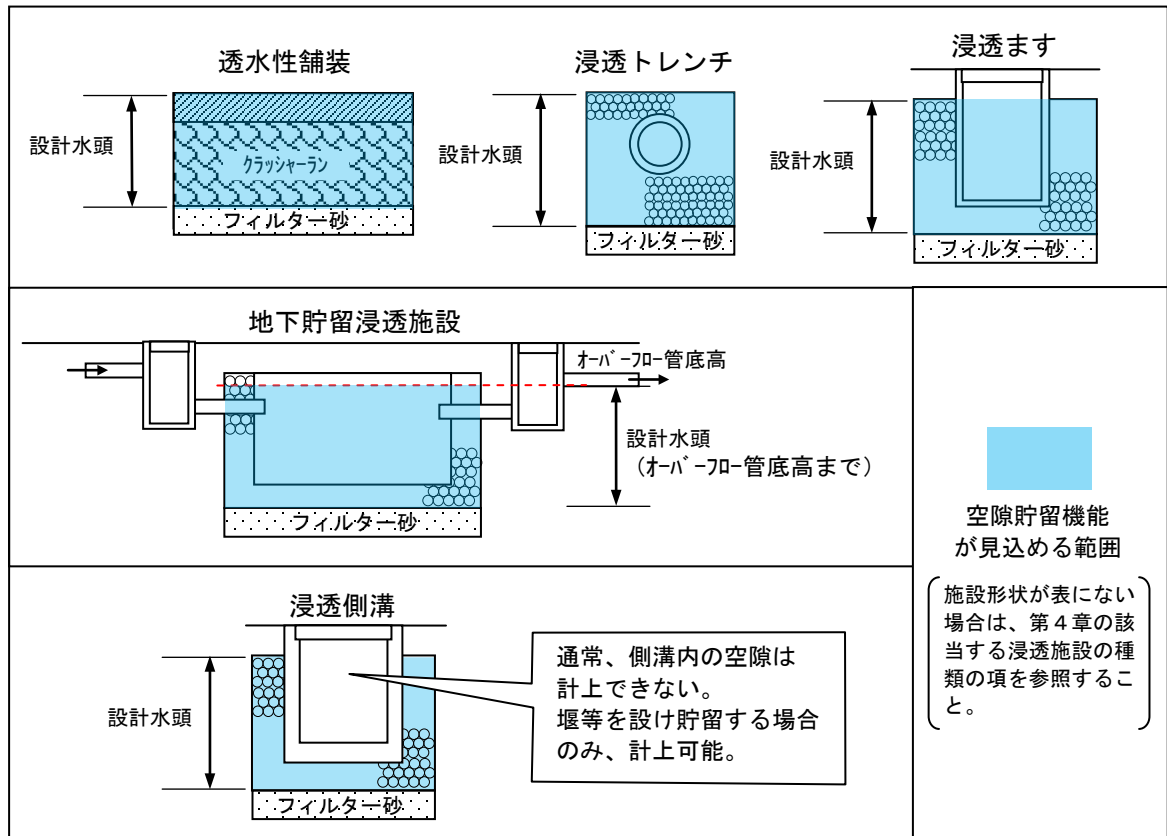 透水性舗装
設計水頭
クラッシャーラン
フィルター砂
浸透トレンチ
設計水頭
フィルター砂
浸透ます
設計水頭
フィルター砂
地下貯留浸透施設
オーバーフロー管底高
設計水頭
（オーバーフロー管底高まで）
フィルター砂
空隙貯留機能
が見込める範囲
施設形状が表にない
場合は、第４章の該
当する浸透施設の種
類の項を参照するこ
と。
浸透側溝
設計水頭
フィルター砂
通常、側溝内の空隙は
計上できない。
堰等を設け貯留する場合
のみ、計上可能。